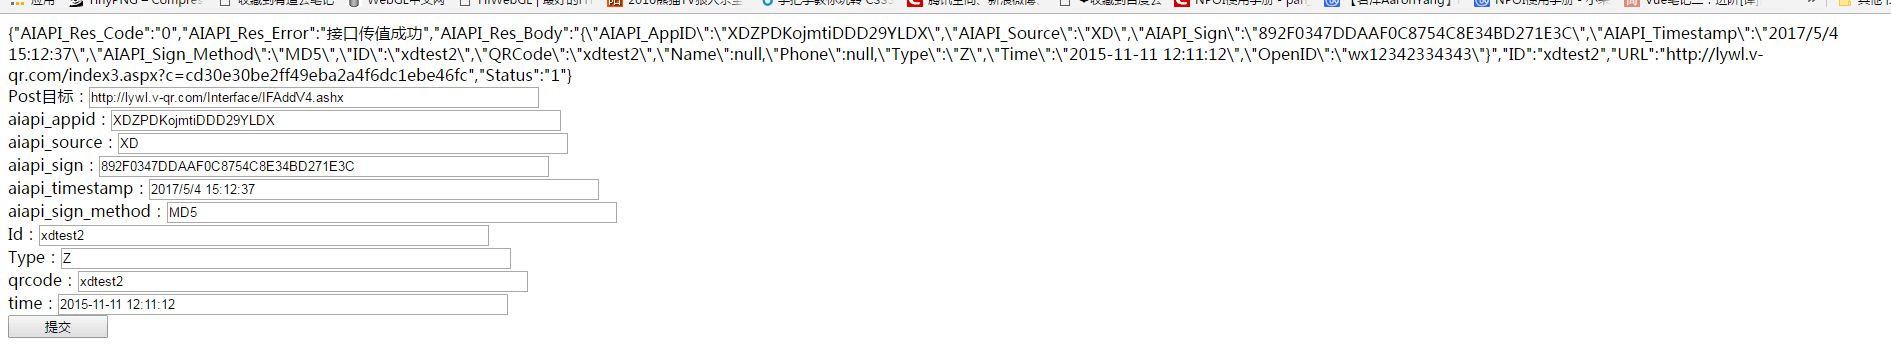 {"AIAPI_Res_Code":"0","AIAPI_Res_Error":"接口传值成功","AIAPI_Res_Body":"{\"AIAPI_AppID\":\"XDZPDKojmtiDDD29YLDX\",\"AIAPI_Source\":\"XD\",\"AIAPI_Sign\":\"892F0347DDAAF0C8754C8E34BD271E3C\",\"AIAPI_Timestamp\":\"2017/5/4
15:12:37\",\"AIAPI_Sign_Method\":\"MD5\",\"ID\":\"xdtest2\",\"QRCode\":\"xdtest2\",\"Name\":null,\"Phone\":null,\"Type\":\"Z\",\"Time\":\"2015-11-11 12:11:12\",\"OpenID\":\"wx12342334343\"}","ID":"xdtest2","URL":"http://lywl.v-
qr.com/index3.aspx?c=cd30e30be2ff49eba2a4f6dc1ebe46fc","Status":"1"}
Post目标：http://lywl.v-qr.com/Interface/IFAddV4.ashx
aiapi_appid：XDZPDKojmtiDDD29YLDX
aiapi_source：XD
aiapi_sign：892F0347DDAAF0C8754C8E34BD271E3C
aiapi_timestamp：2017/5/4 15:12:37
aiapi_sign_method：MD5
Id：xdtest2
Type：Z
qrcode：xdtest2
time：2015-11-11 12:11:12
提交